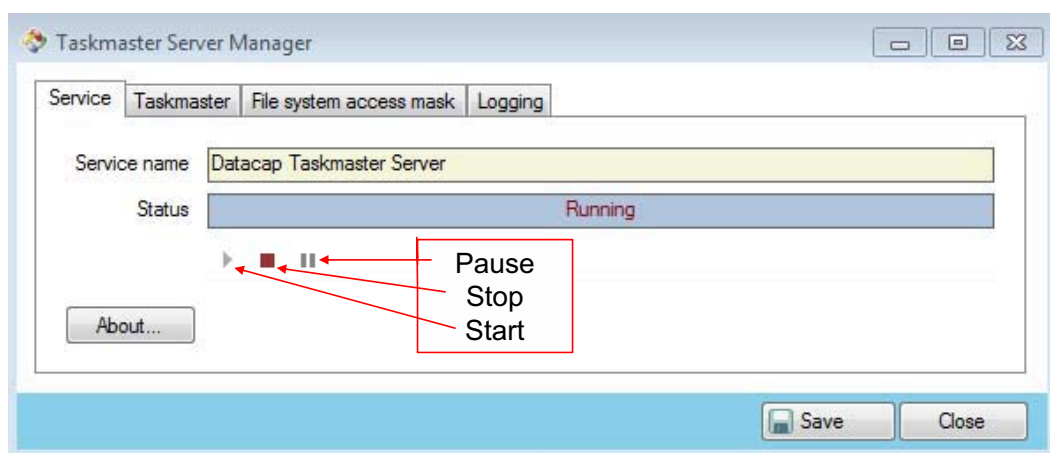 Taskmaster Server Manager
Service Taskmaster File system access mask Logging
Service name Datacap Taskmaster Server
Status Running
Pause
Stop
Start
About...
Save Close